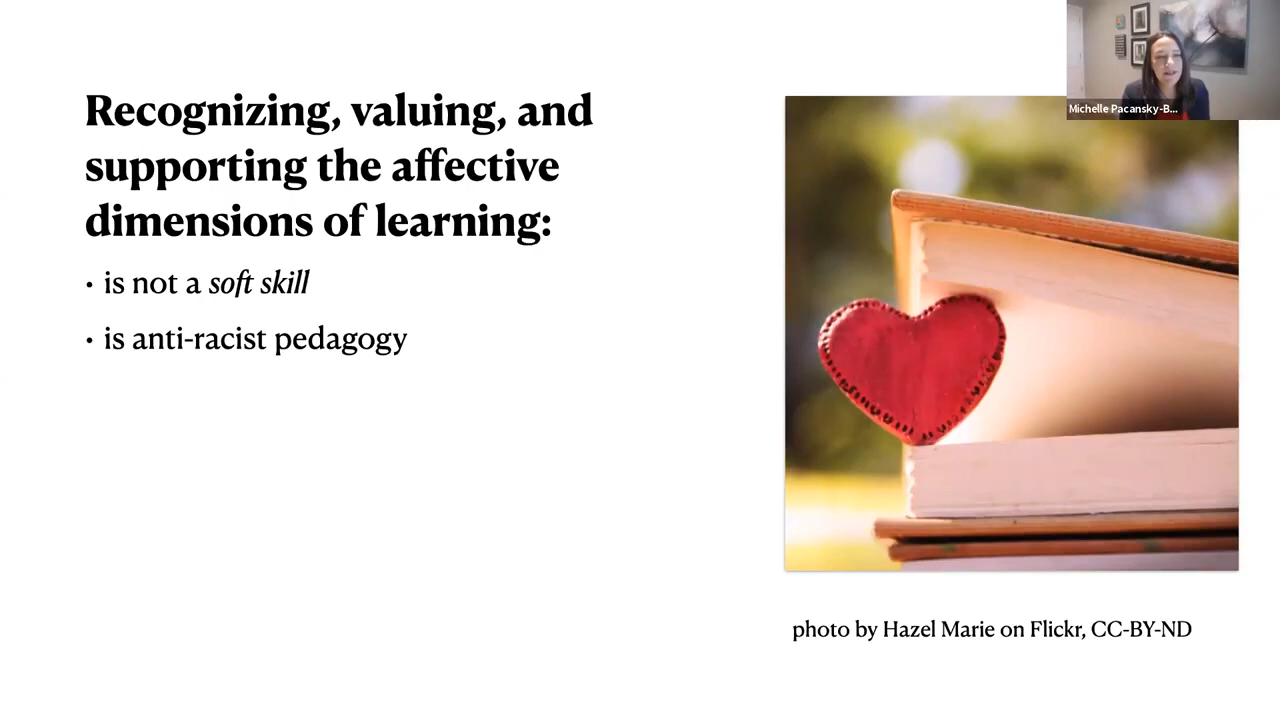 Recognizing, valuing, and
supporting the affective
dimensions of learning:
• is not a soft skill
• is anti-racist pedagogy
Michelle Pacansky-B...
photo by Hazel Marie on Flickr, CC-BY-ND